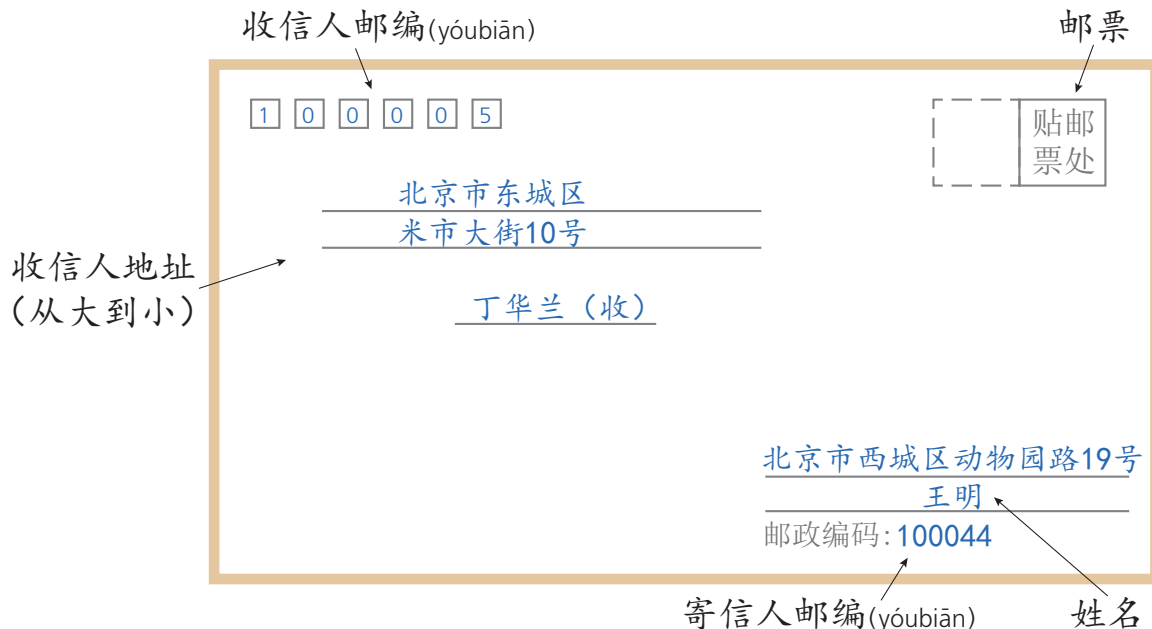 收信人邮编(yóubiān)
邮票
1 0 0 0 0 5
贴邮
票处
北京市东城区
米市大街10号
收信人地址
（从大到小）
丁华兰（收）
北京市西城区动物园路19号
王明
邮政编码:100044
寄信人邮编(yóubiān)
姓名